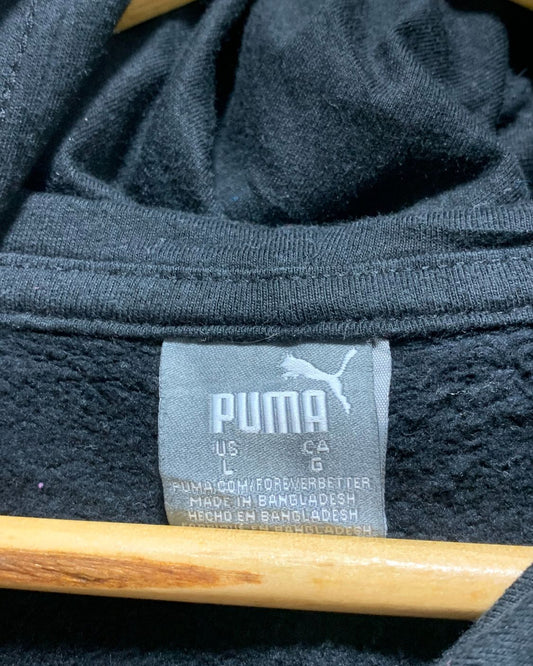 PUMA
US CA
L G
PUMA.COM/FOREVERBETTER
MADE IN BANGLADESH
HECHO EN BANGLADESH